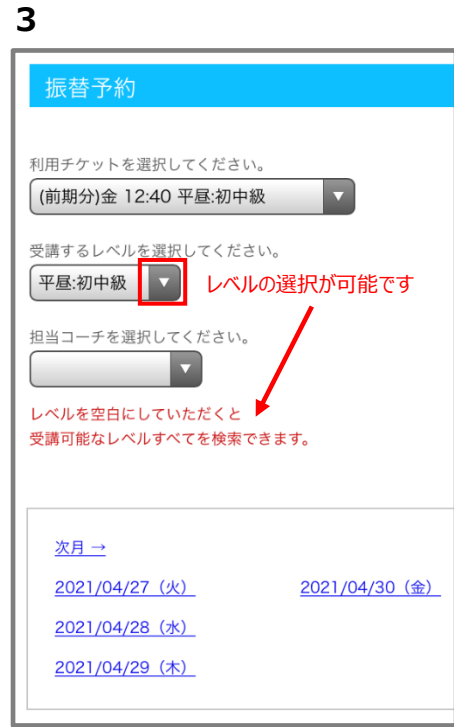 3
振替予約
利用チケットを選択してください。
(前期分)金 12:40 平昼:初中級
受講するレベルを選択してください。
平昼:初中級
レベルの選択が可能です
担当コーチを選択してください。
レベルを空白にしていただくと
受講可能なレベルすべてを検索できます。
次月 →
2021/04/27（火）
2021/04/30（金）
2021/04/28（水）
2021/04/29（木）